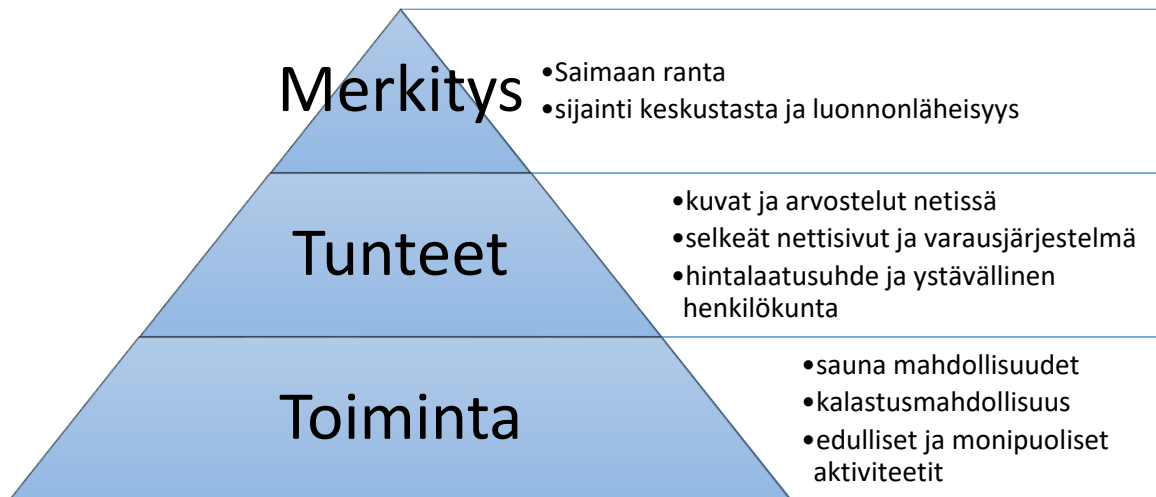 Merkitys
•Saimaan ranta
•sijainti keskustasta ja luonnonläheisyys
Tunteet
•kuvat ja arvostelut netissä
•selkeät nettisivut ja varausjärjestelmä
•hintalaatusuhde ja ystävällinen
henkilökunta
Toiminta
•sauna mahdollisuudet
•kalastusmahdollisuus
•edulliset ja monipuoliset
aktiviteetit